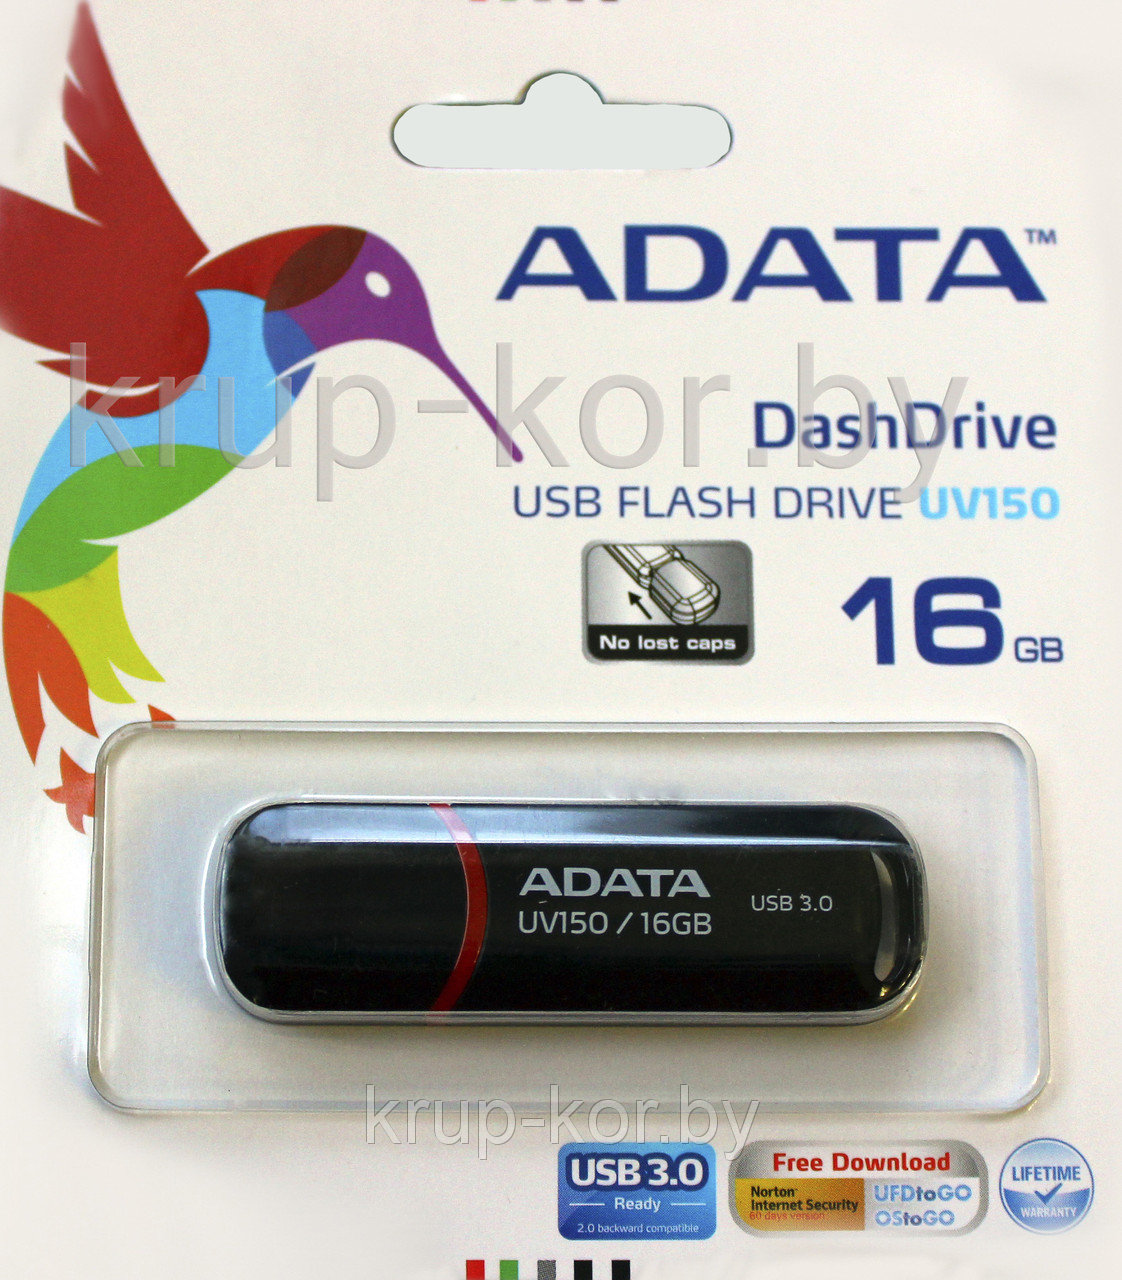 ADATA™
krup-kor.by
DashDrive
USB FLASH DRIVE UV150
No lost caps
16 GB
ADATA
UV150 / 16GB
USB 3.0
krup-kor.by
USB 3.0
Ready
2.0 backward compatible
Free Download
Norton
Internet Security
60 days version
UFDtoGO
OStoGO
LIFETIME
WARRANTY